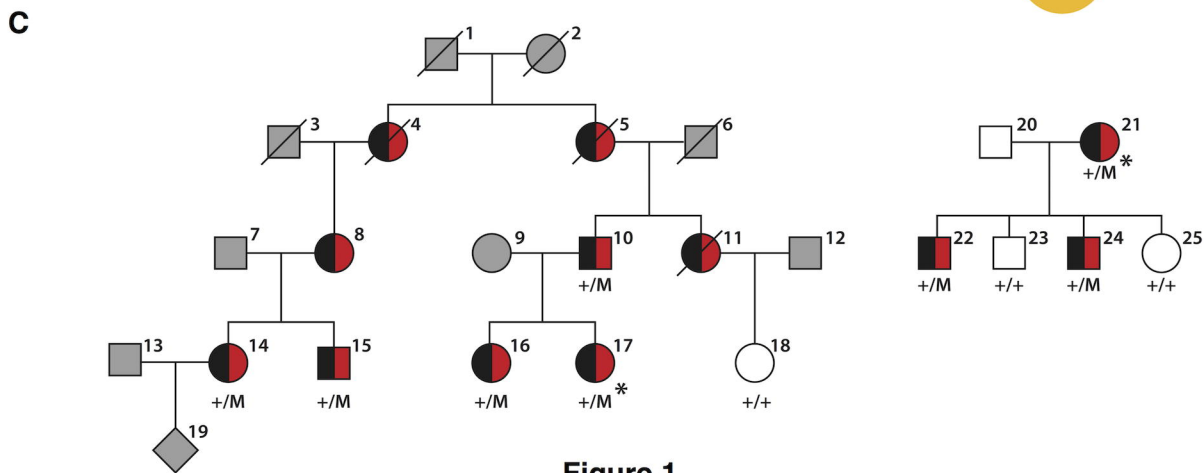 C
1 2
3 4 5 6 20 21
+/M *
7 8 9 10 11 12 22 23 24 25
+/M +/M +/+ +/M +/+
13 14 15 16 17 18
+/M +/M +/M +/M * +/+
19
Figure 1